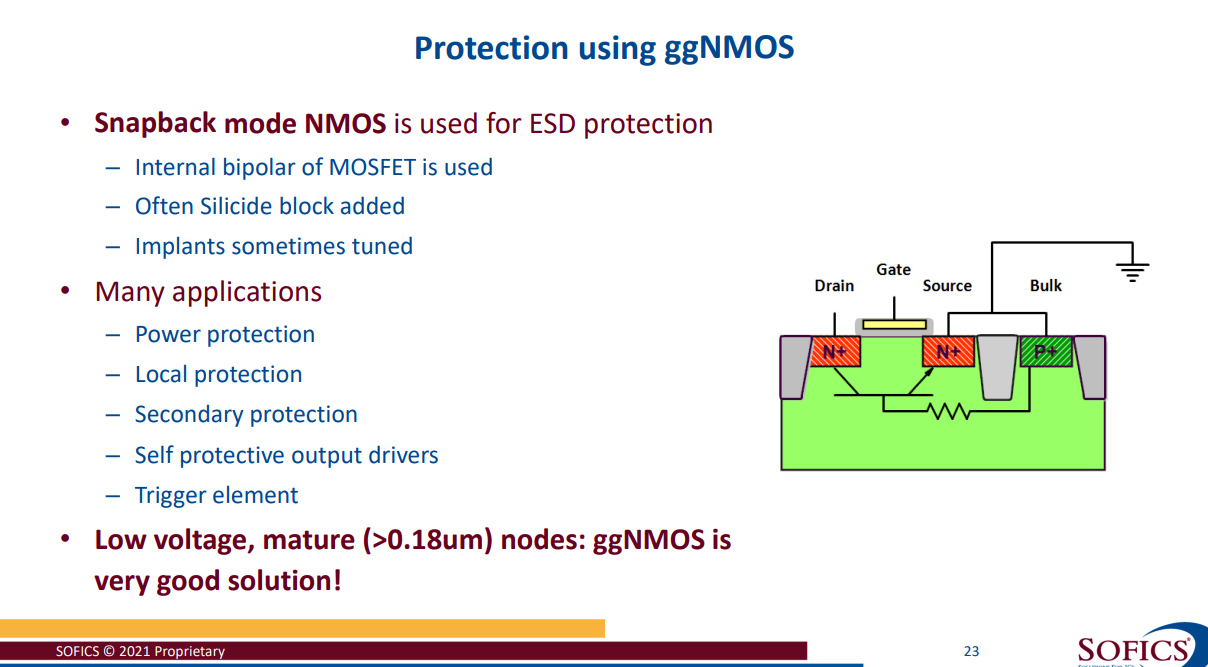 Protection using ggNMOS
• Snapback mode NMOS is used for ESD protection
– Internal bipolar of MOSFET is used
– Often Silicide block added
– Implants sometimes tuned
• Many applications
– Power protection
– Local protection
– Secondary protection
– Self protective output drivers
– Trigger element
• Low voltage, mature (>0.18um) nodes: ggNMOS is
very good solution!
Gate
Drain
Source
Bulk
N+
N+
P+
SOFICS © 2021 Proprietary
23
SOFICS®